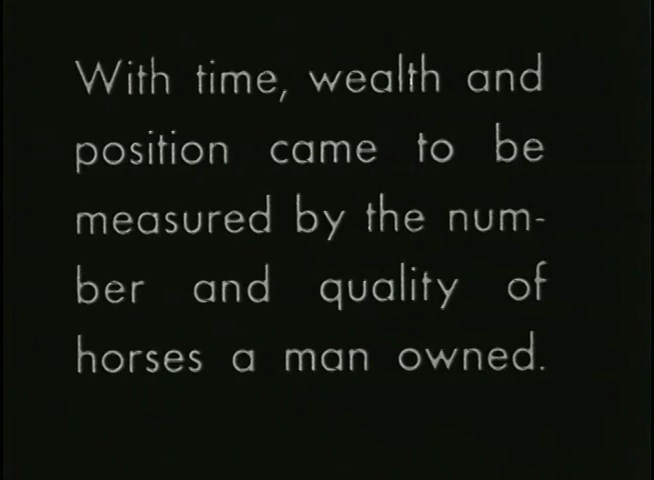 With time, wealth and
position came to be
measured by the num-
ber and quality of
horses a man owned.